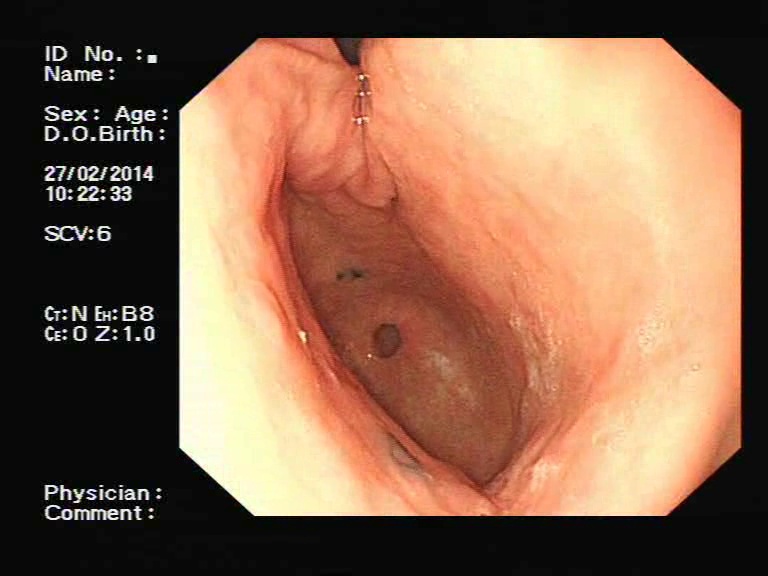 ID No. :
Name:
Sex: Age:
D.O.Birth:
27/02/2014
10:22:33
SCV:6
CT:N EH:B8
CE:0 Z:1.0
Physician:
Comment: